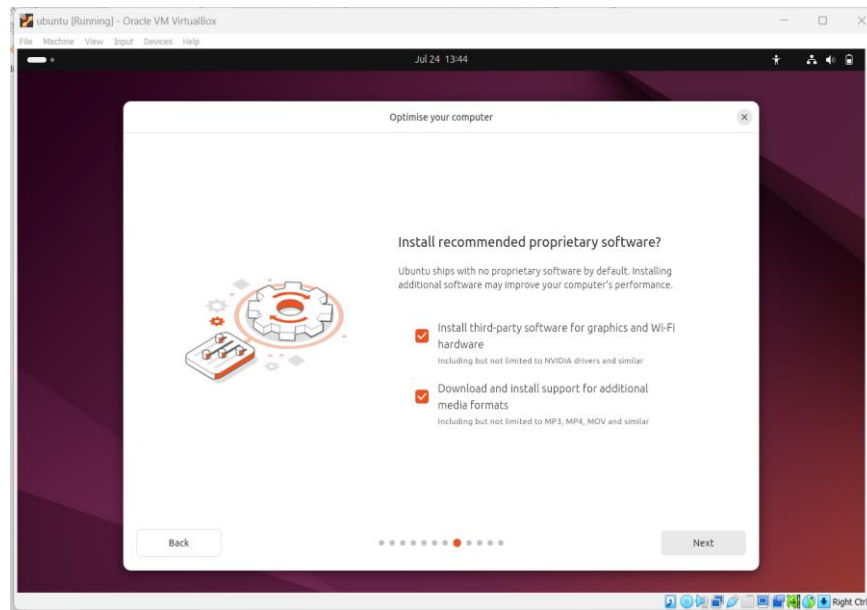 ubuntu [Running] - Oracle VM VirtualBox
File Machine View Input Devices Help
Jul 24 13:44
Optimise your computer
Install recommended proprietary software?
Ubuntu ships with no proprietary software by default. Installing
additional software may improve your computer's performance.
Install third-party software for graphics and Wi-Fi
hardware
Including but not limited to NVIDIA drivers and similar
Download and install support for additional
media formats
Including but not limited to MP3, MP4, MOV and similar
Back
Next
Right Ctrl